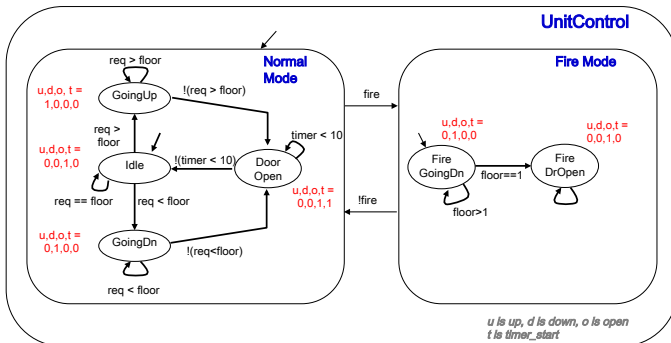 UnitControl
Normal
Mode
Fire Mode
req > floor
u,d,o, t =
1,0,0,0
GoingUp
!(req > floor)
req >
floor
u,d,o,t =
0,0,1,0
Idle
!(timer < 10)
timer < 10
Door
Open
req == floor
req < floor
u,d,o,t =
0,0,1,1
u,d,o,t =
0,1,0,0
GoingDn
!(req<floor)
req < floor
fire
!fire
u,d,o,t =
0,1,0,0
Fire
GoingDn
floor==1
floor>1
u,d,o,t =
0,0,1,0
Fire
DrOpen
u is up, d is down, o is open
t is timer_start